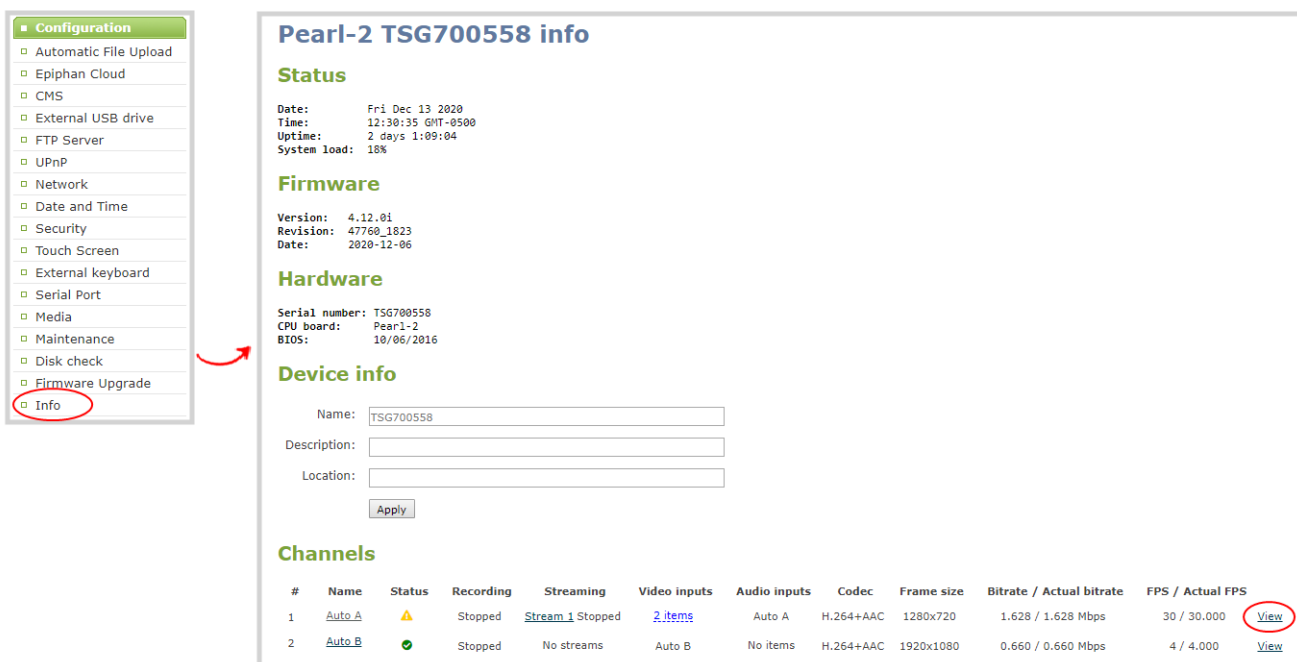 Configuration
Automatic File Upload
Epiphan Cloud
CMS
External USB drive
FTP Server
UPnP
Network
Date and Time
Security
Touch Screen
External keyboard
Serial Port
Media
Maintenance
Disk check
Firmware Upgrade
Info
Pearl-2 TSG700558 info
Status
Date: Fri Dec 13 2020
Time: 12:30:35 GMT-0500
Uptime: 2 days 1:09:04
System load: 18%
Firmware
Version: 4.12.0i
Revision: 47760_1823
Date: 2020-12-06
Hardware
Serial number: TSG700558
CPU board: Pearl-2
BIOS: 10/06/2016
Device info
Name: TSG700558
Description:
Location:
Apply
Channels
# Name Status Recording Streaming Video inputs Audio inputs Codec Frame size Bitrate / Actual bitrate FPS / Actual FPS
1 Auto A Stopped Stream 1 Stopped 2 items Auto A H.264+AAC 1280x720 1.628 / 1.628 Mbps 30 / 30.000 View
2 Auto B Stopped No streams Auto B No items H.264+AAC 1920x1080 0.660 / 0.660 Mbps 4 / 4.000 View